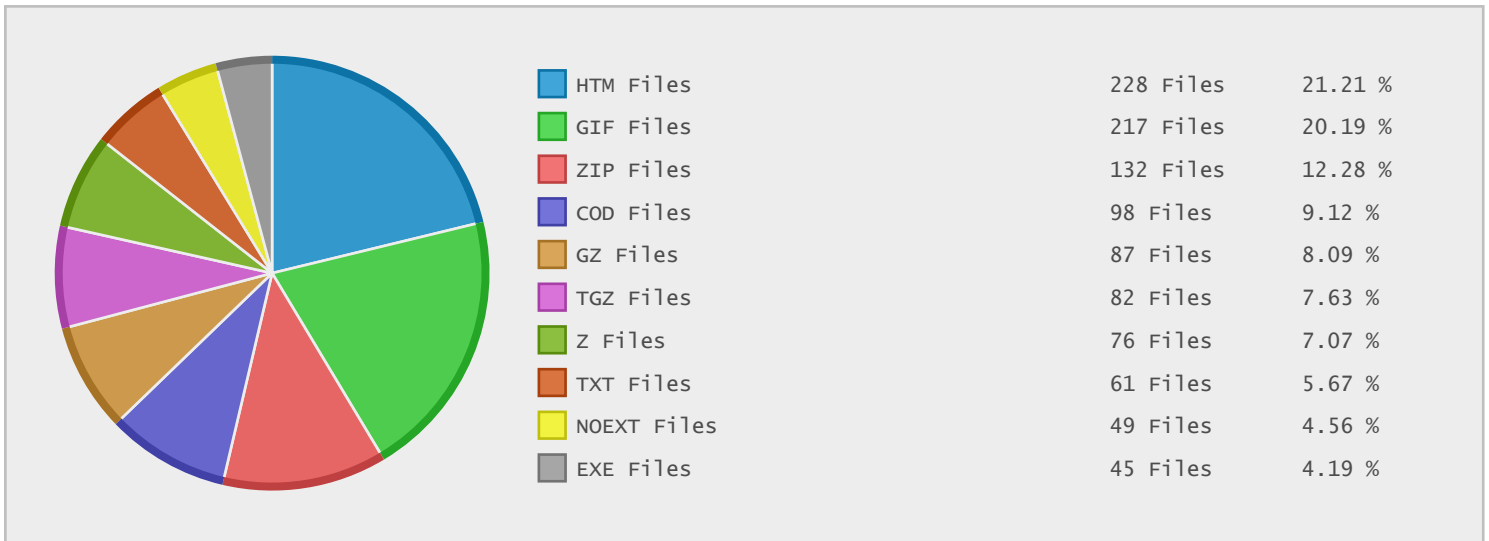 HTM Files 228 Files 21.21 %
GIF Files 217 Files 20.19 %
ZIP Files 132 Files 12.28 %
COD Files 98 Files 9.12 %
GZ Files 87 Files 8.09 %
TGZ Files 82 Files 7.63 %
Z Files 76 Files 7.07 %
TXT Files 61 Files 5.67 %
NOEXT Files 49 Files 4.56 %
EXE Files 45 Files 4.19 %